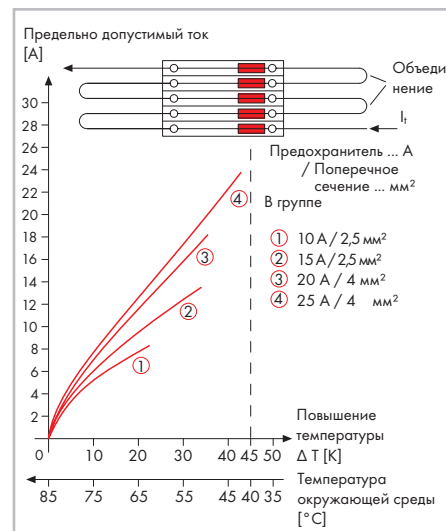 Предельно допустимый ток
[A]
Объеди
нение
30
28
I_t
26
Предохранитель ... А
24
/ Поперечное
сечение ... мм²
22
В группе
20
① 10 А / 2,5 мм²
18
② 15 А / 2,5 мм²
16
③ 20 А / 4 мм²
14
④ 25 А / 4 мм²
12
10
8
6
4
2
④
③
②
①
0 10 20 30 40 45 50
Повышение
температуры
Δ T [K]
85 75 65 55 45 40 35
Температура
окружающей среды
[°C]